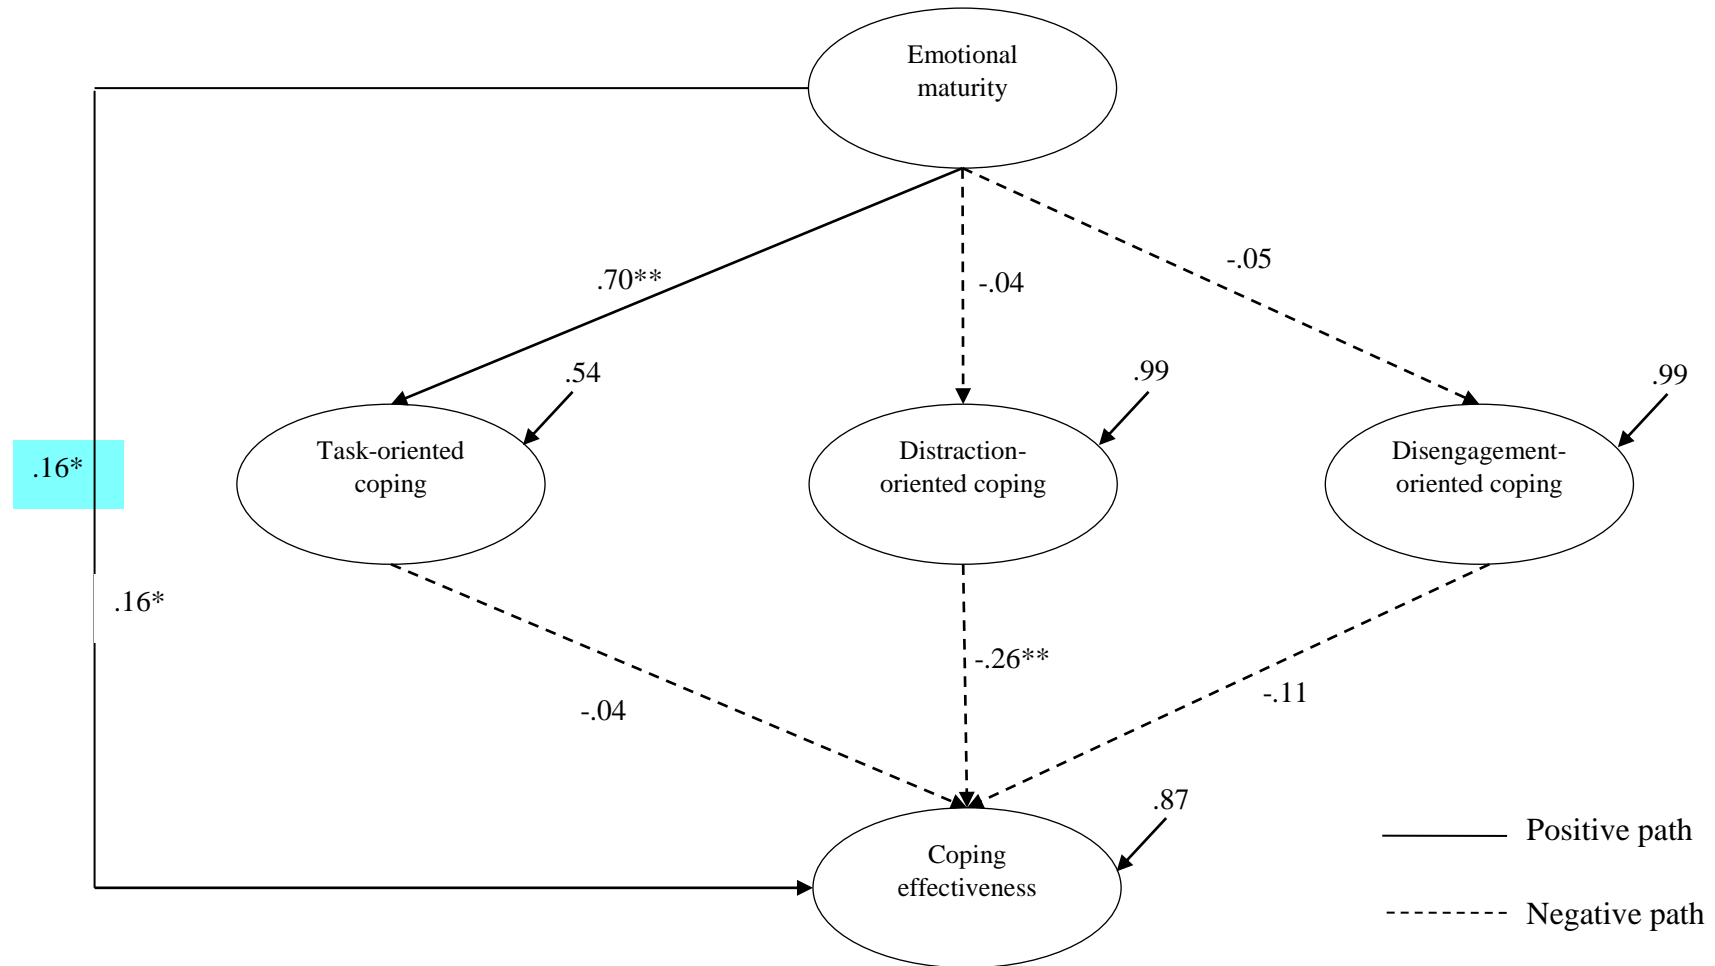 Emotional
maturity
.70**
-.04
-.05
.54
.99
.99
Task-oriented
coping
Distraction-
oriented coping
Disengagement-
oriented coping
.16*
.16*
-.04
-.26**
-.11
.87
Coping
effectiveness
Positive path
Negative path